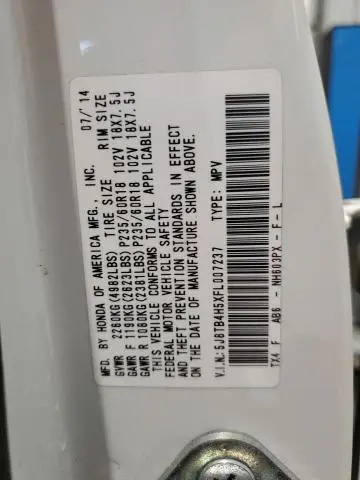 MFD. BY HONDA OF AMERICA MFG., INC. 07/'14
TIRE SIZE RIM SIZE
GVWR 2260KG(4982LBS)
GAWR F 1190KG(2622LBS) P235/60R18 102V 18X7.5J
GAWR R 1080KG(2381LBS) P235/60R18 102V 18X7.5J
THIS VEHICLE CONFORMS TO ALL APPLICABLE
FEDERAL MOTOR VEHICLE SAFETY
AND THEFT PREVENTION STANDARDS IN EFFECT
ON THE DATE OF MANUFACTURE SHOWN ABOVE.
V.I.N:5J8TB4H5XFL007237 TYPE: MPV
TX4 F AB6 - NH603PX - F - L